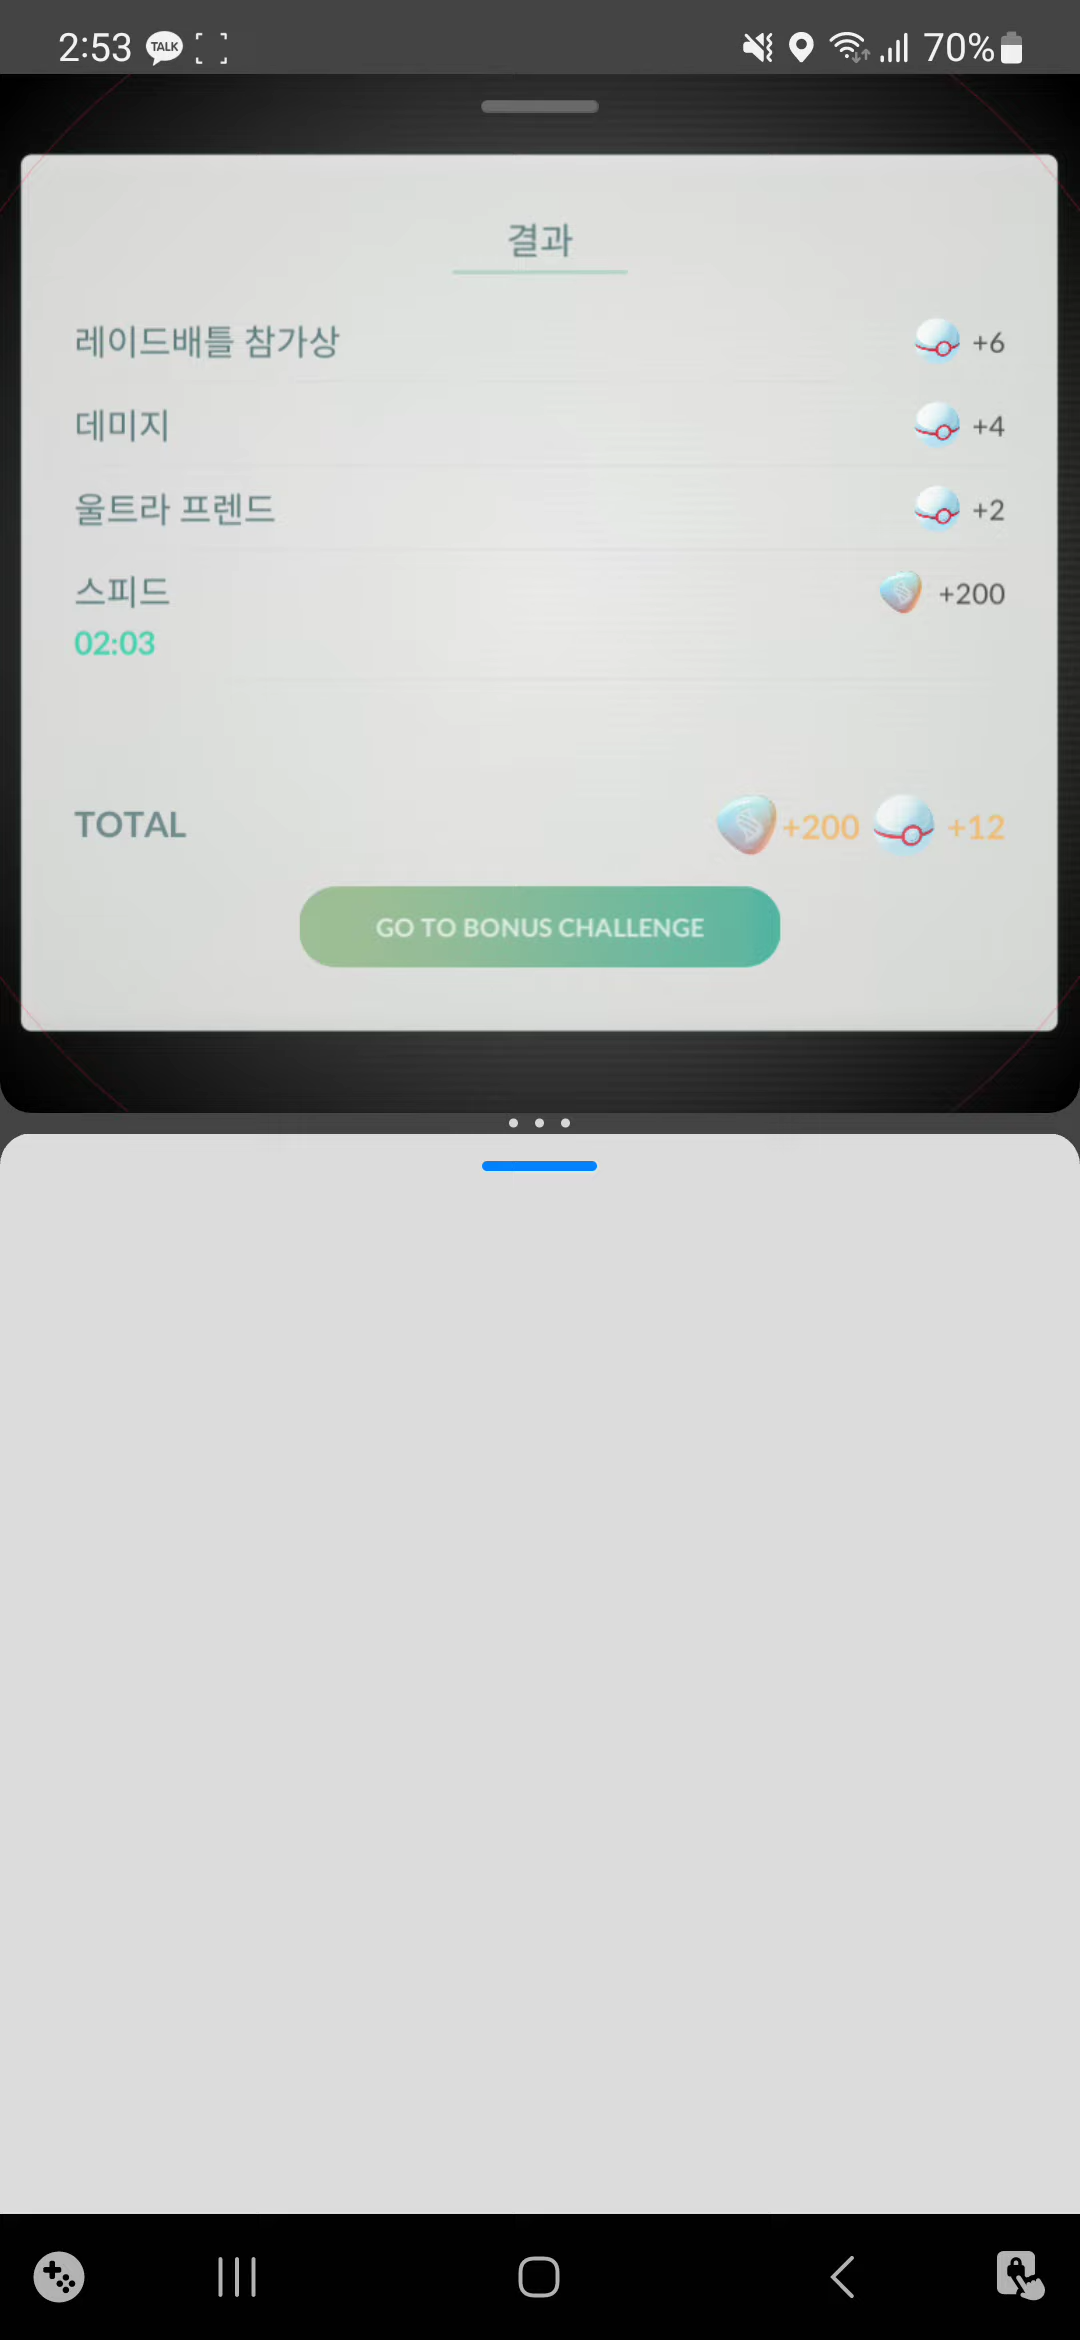 2:53 TALK 70%
결과
레이드배틀 참가상 +6
데미지 +4
울트라 프렌드 +2
스피드 +200
02:03
TOTAL +200 +12
GO TO BONUS CHALLENGE